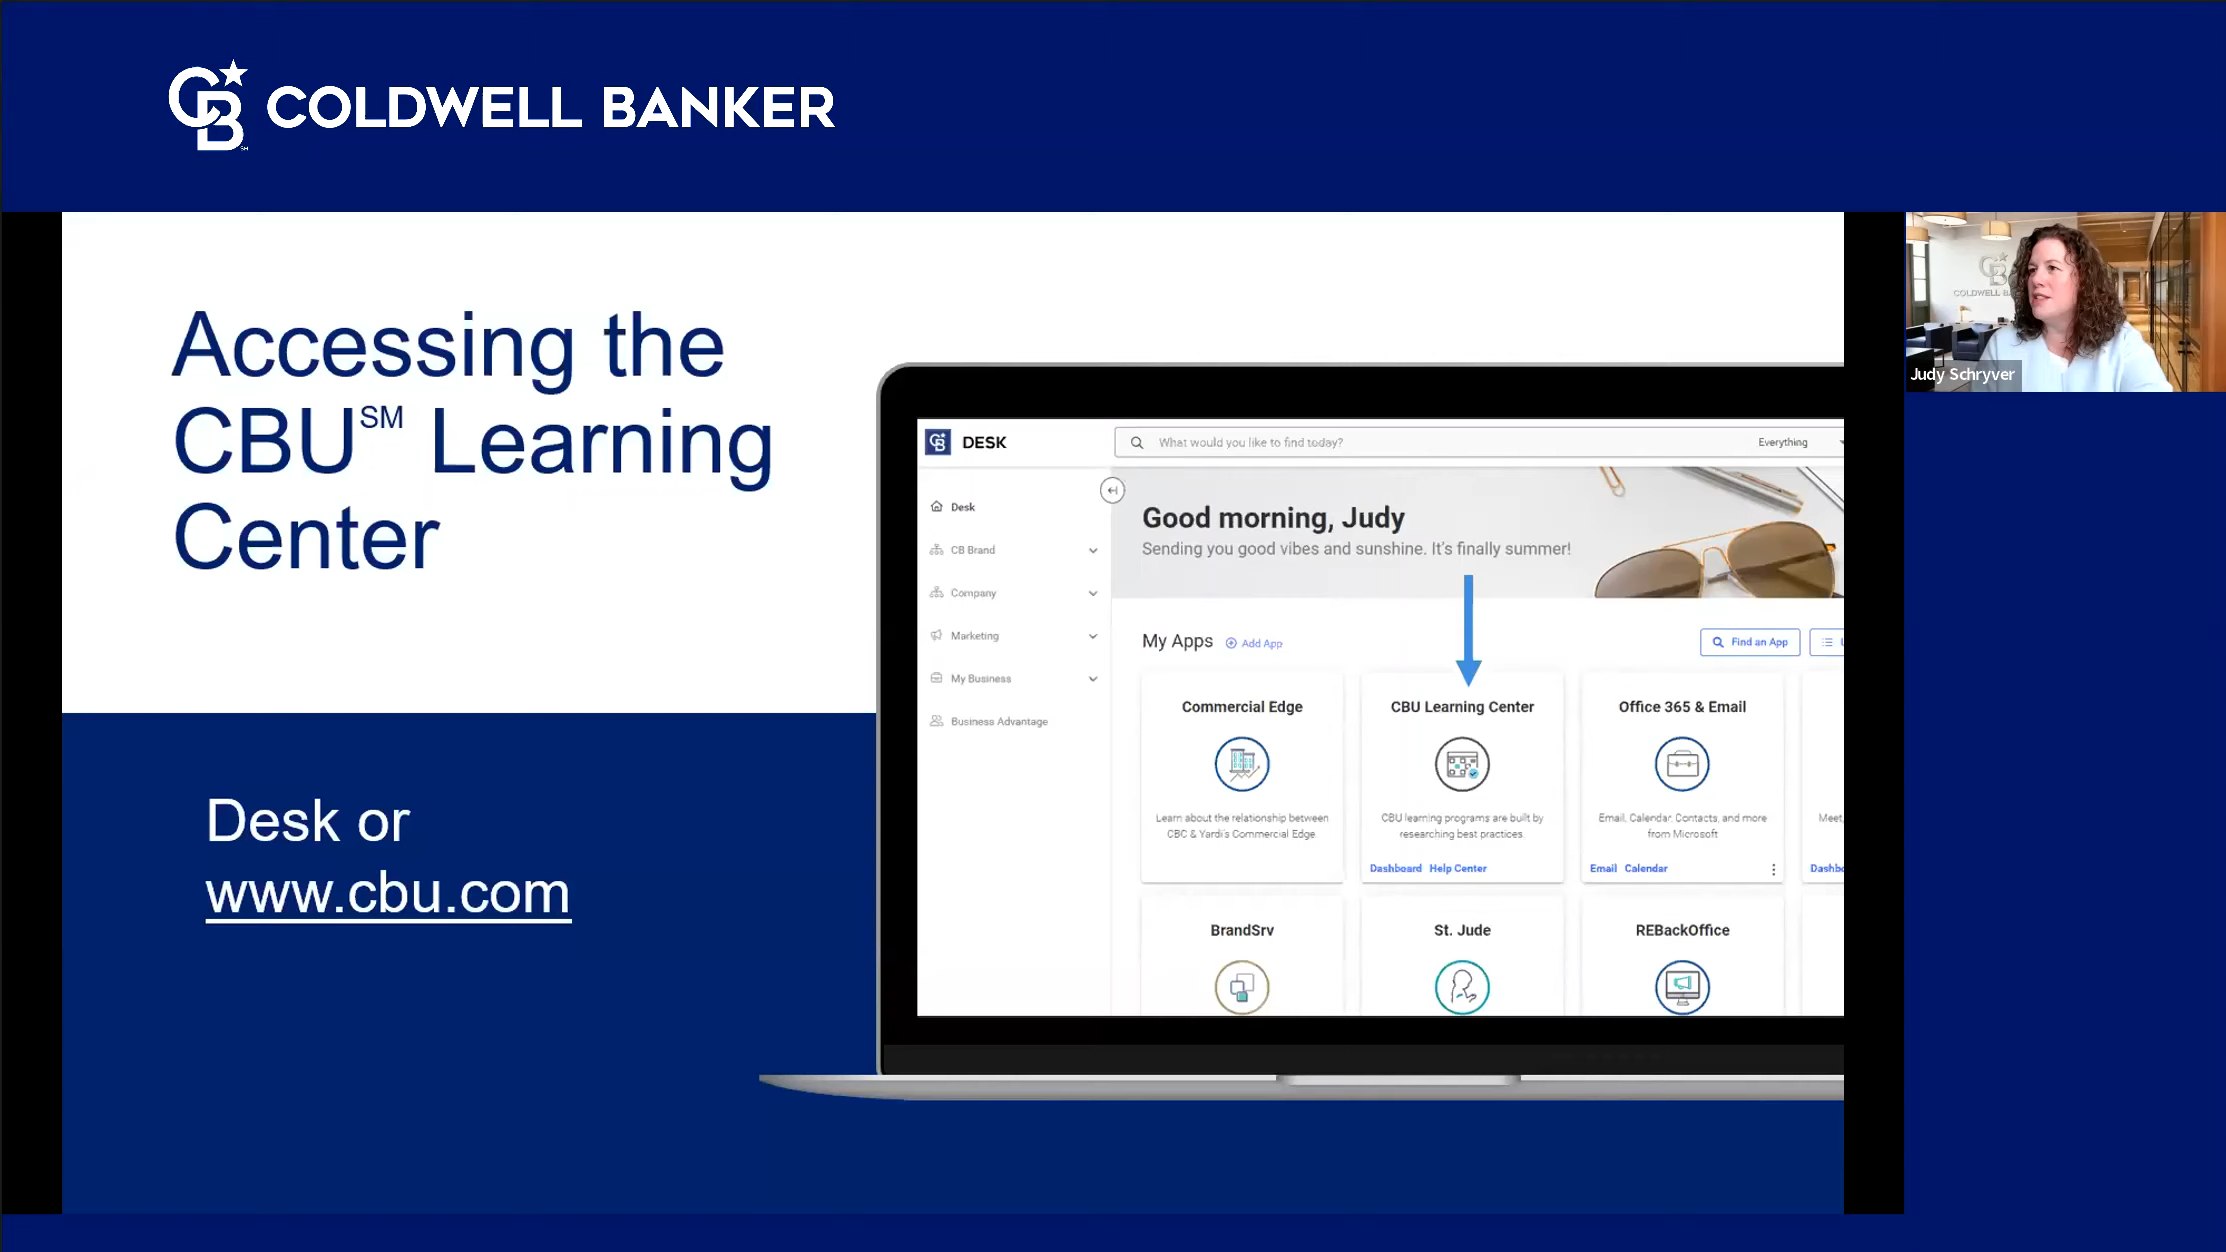 COLDWELL BANKER
Accessing the
CBU℠ Learning
Center
Desk or
www.cbu.com
DESK
What would you like to find today?
Everything
Desk
CB Brand
Company
Marketing
My Business
Business Advantage
Good morning, Judy
Sending you good vibes and sunshine. It's finally summer!
My Apps
Add App
Find an App
Commercial Edge
Learn about the relationship between
CBC & Yardi's Commercial Edge.
CBU Learning Center
CBU learning programs are built by
researching best practices.
Dashboard Help Center
Office 365 & Email
Email, Calendar, Contacts, and more
from Microsoft
Email Calendar
Meet,
Dashbo
BrandSrv
St. Jude
REBackOffice
COLDWELL B
Judy Schryver